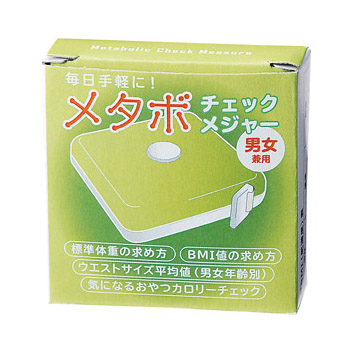 Metabolic Check Measure
毎日手軽に!
メタボ チェック
メジャー
男女
兼用
標準体重の求め方
BMI値の求め方
ウエストサイズ平均値(男女年齢別)
気になるおやつカロリーチェック